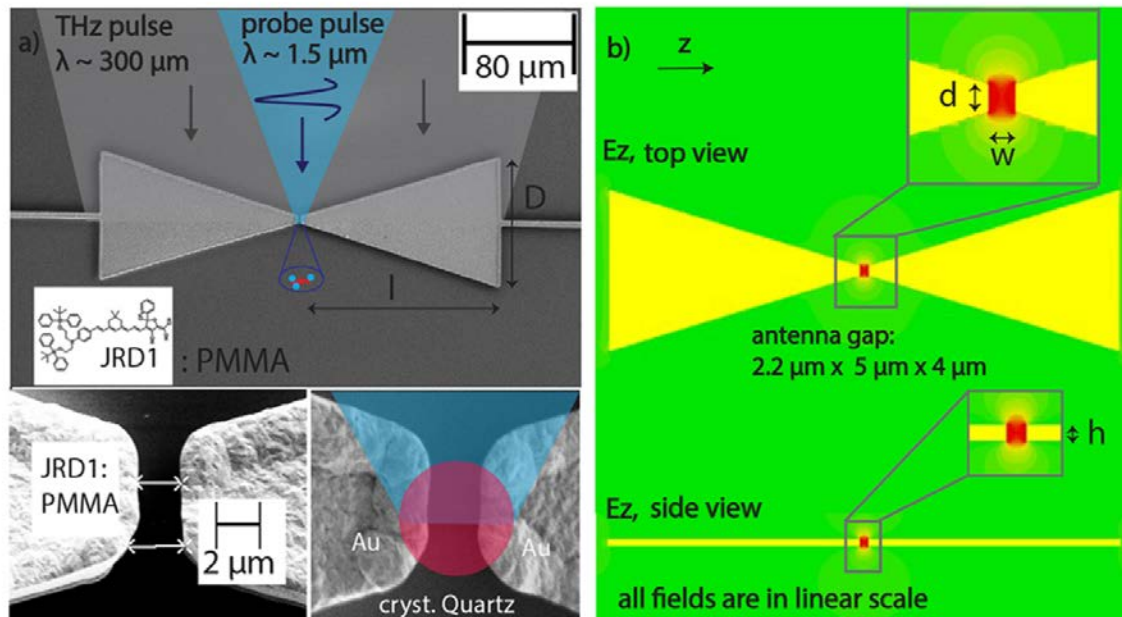 a)
THz pulse
λ ~ 300 μm
probe pulse
λ ~ 1.5 μm
80 μm
D
l
JRD1
: PMMA
JRD1:
PMMA
2 μm
Au
Au
cryst. Quartz
b)
z
d
w
Ez, top view
antenna gap:
2.2 μm x 5 μm x 4 μm
h
Ez, side view
all fields are in linear scale